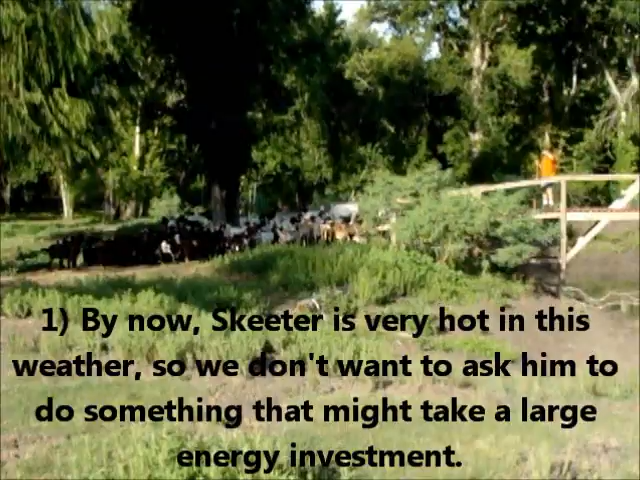 1) By now, Skeeter is very hot in this
weather, so we don't want to ask him to
do something that might take a large
energy investment.